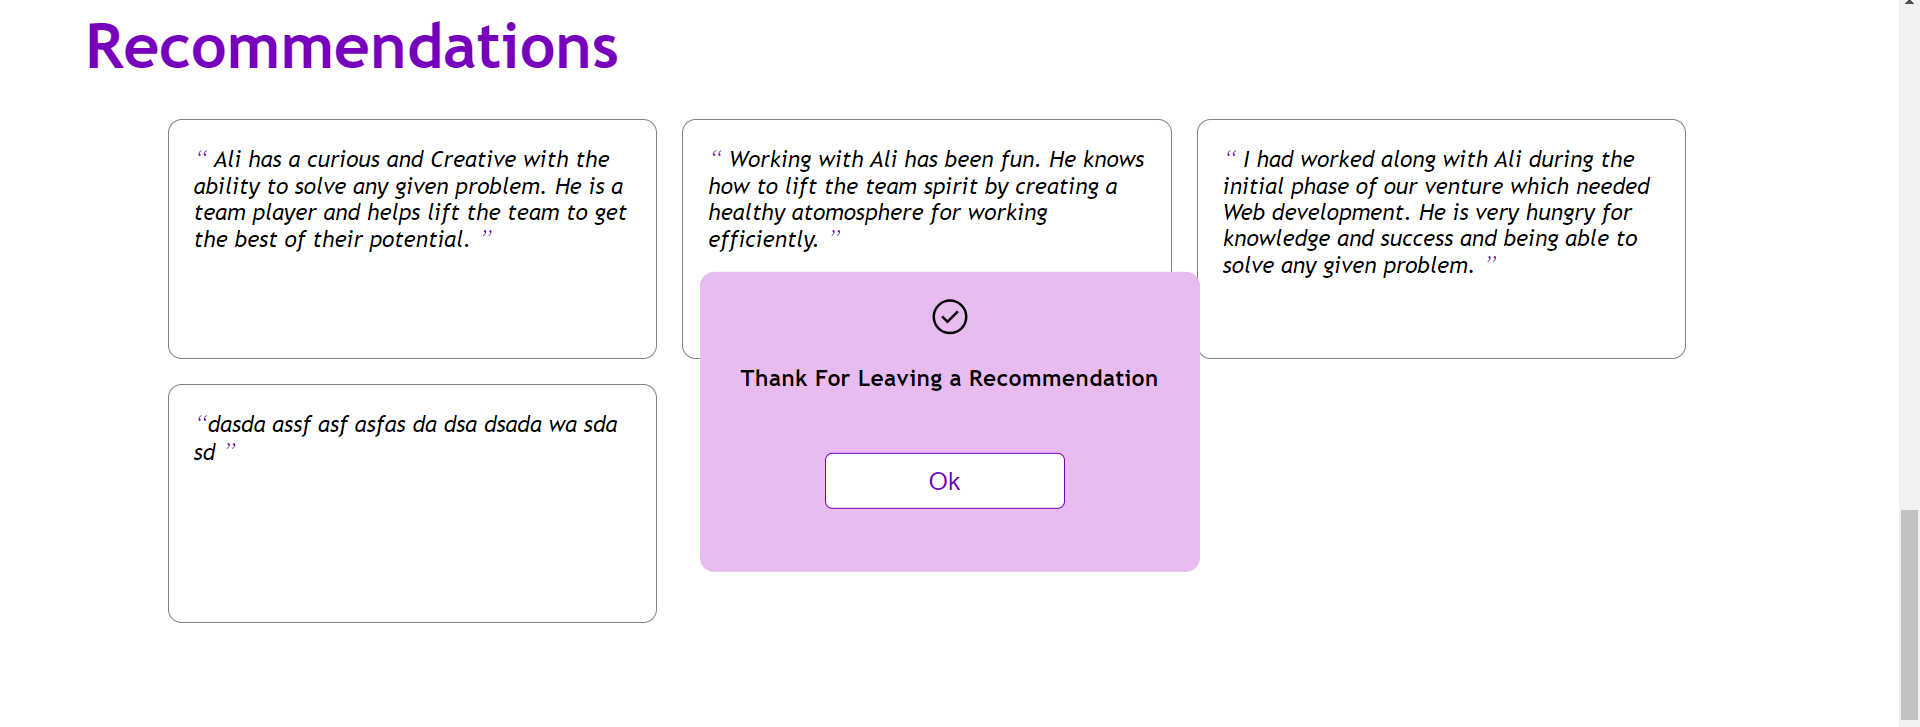 Recommendations
“ Ali has a curious and Creative with the
ability to solve any given problem. He is a
team player and helps lift the team to get
the best of their potential. ”
“ Working with Ali has been fun. He knows
how to lift the team spirit by creating a
healthy atomosphere for working
efficiently. ”
“ I had worked along with Ali during the
initial phase of our venture which needed
Web development. He is very hungry for
knowledge and success and being able to
solve any given problem. ”
“dasda assf asf asfas da dsa dsada wa sda
sd ”
Thank For Leaving a Recommendation
Ok